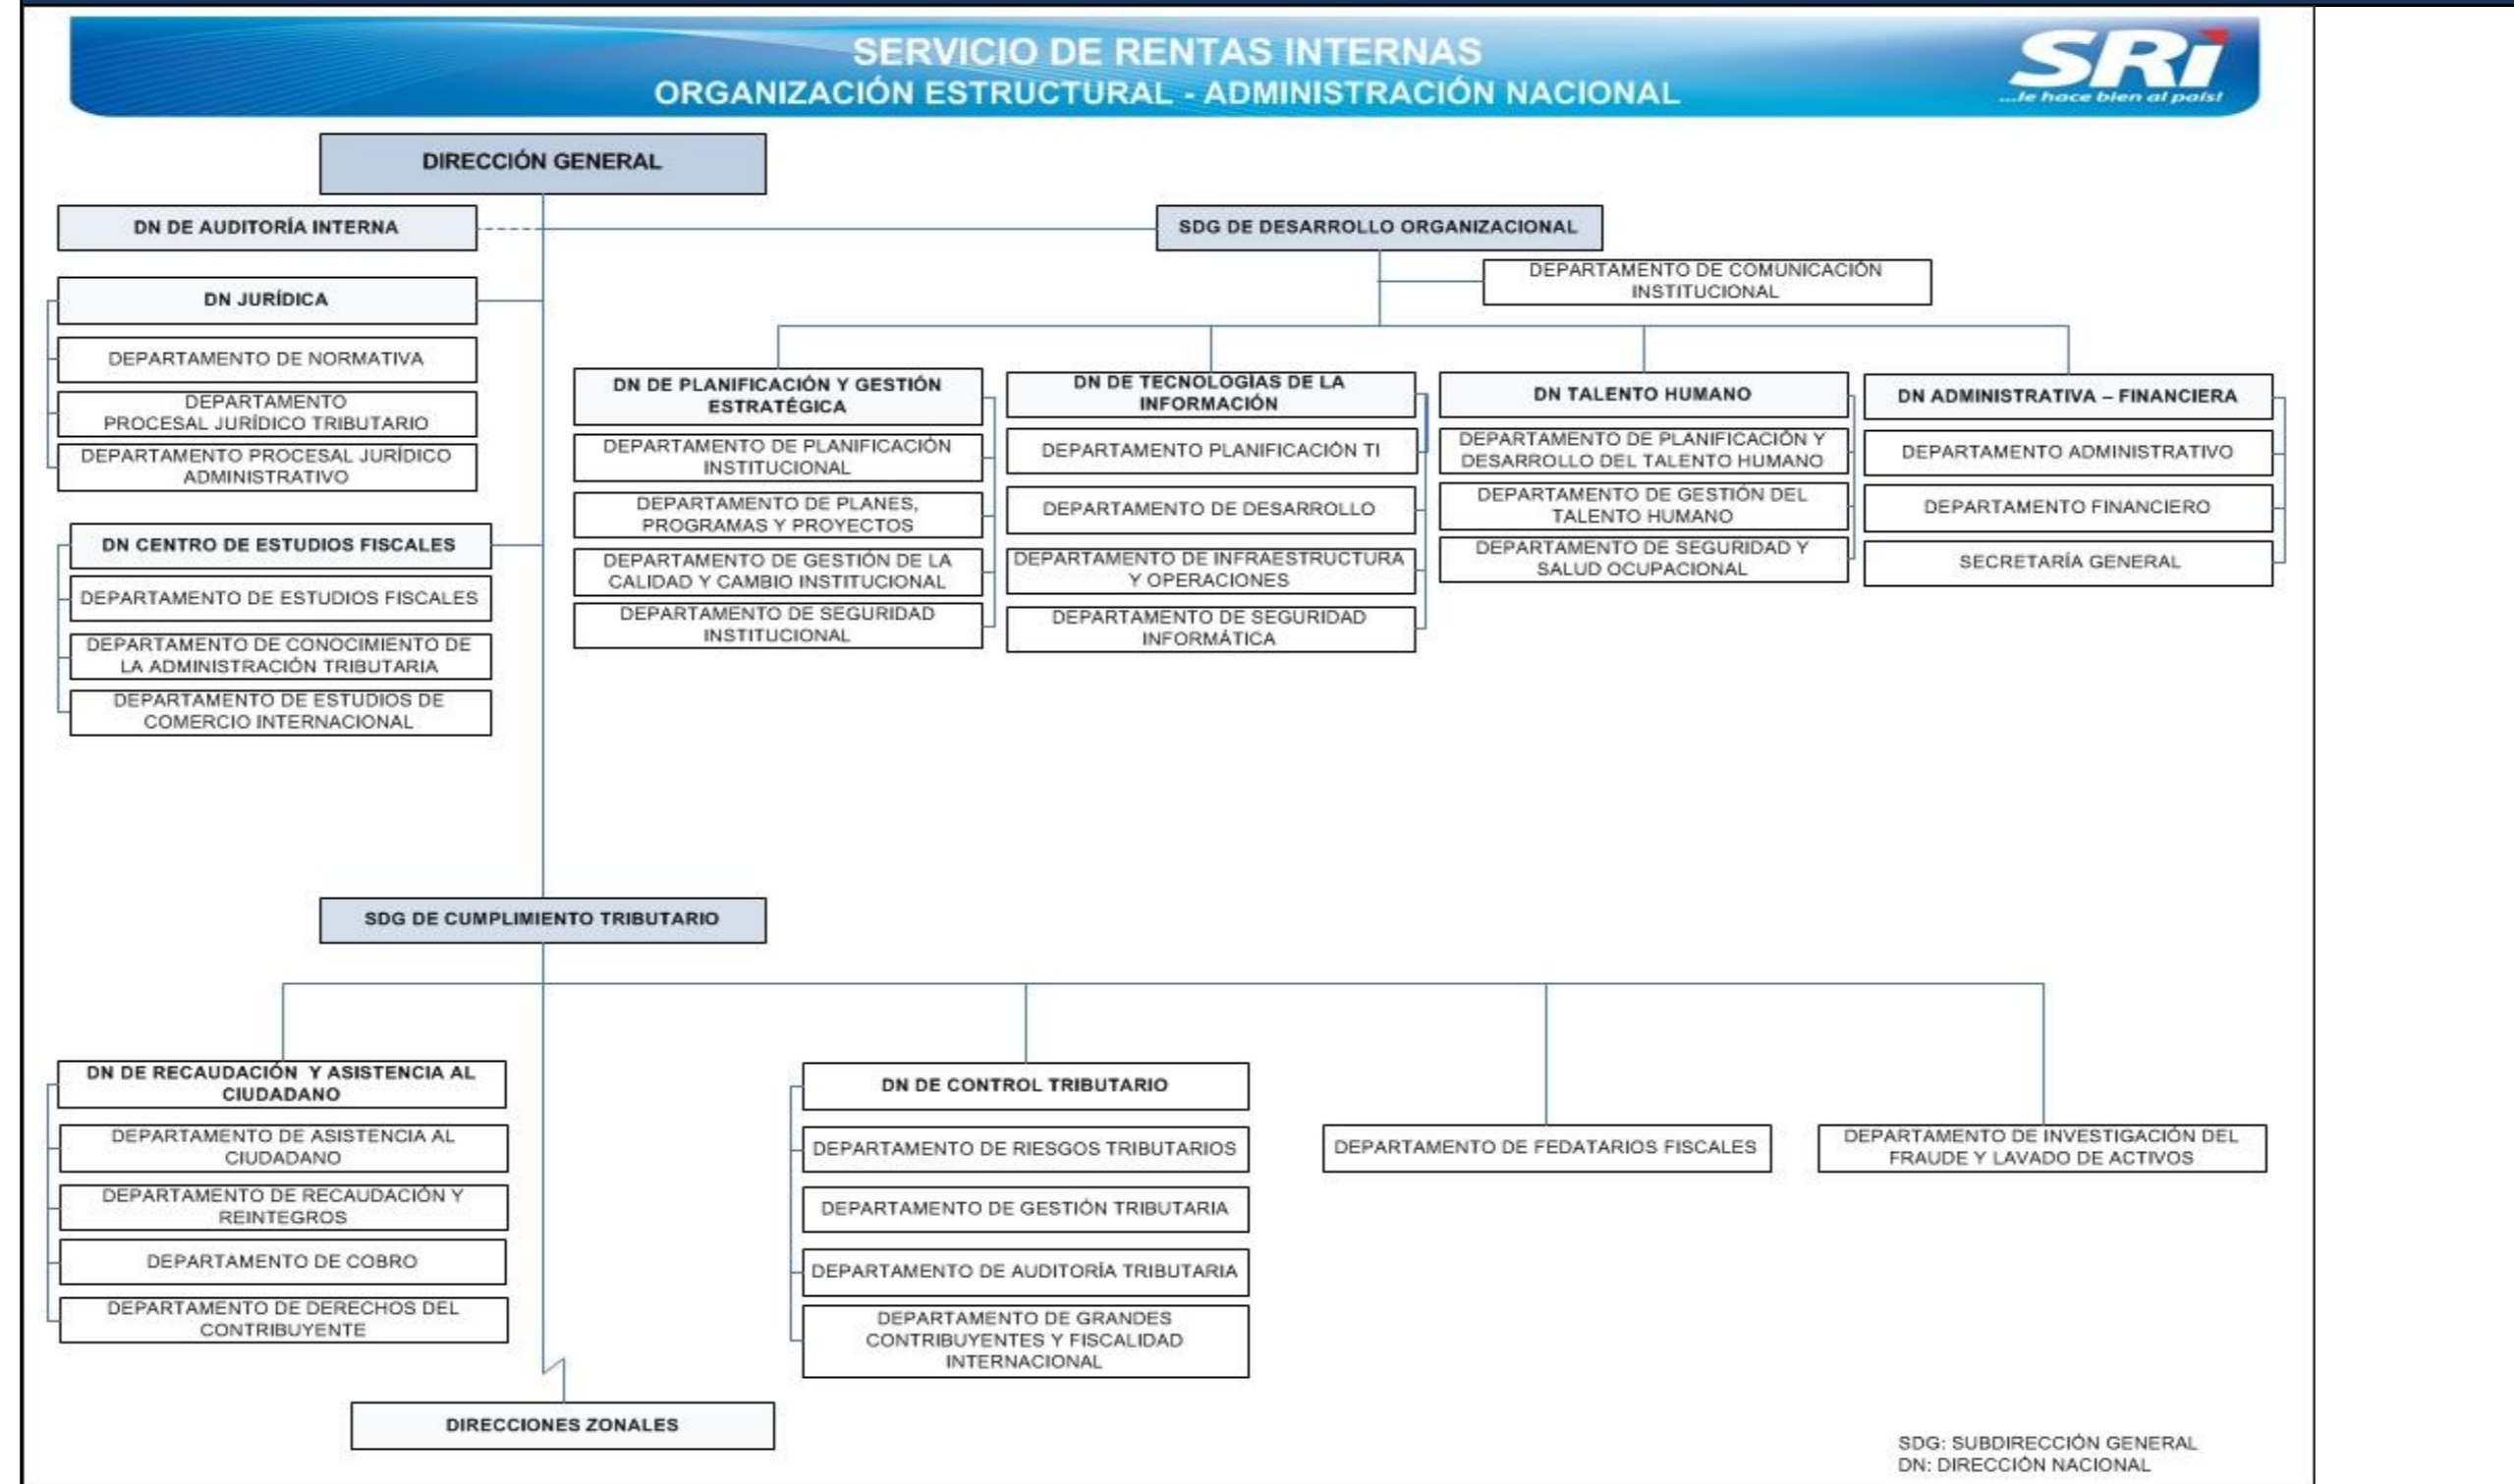 SERVICIO DE RENTAS INTERNAS
ORGANIZACIÓN ESTRUCTURAL - ADMINISTRACIÓN NACIONAL
SRi
...le hace bien al país!
DIRECCIÓN GENERAL
DN DE AUDITORÍA INTERNA
SDG DE DESARROLLO ORGANIZACIONAL
DEPARTAMENTO DE COMUNICACIÓN
INSTITUCIONAL
DN JURÍDICA
DEPARTAMENTO DE NORMATIVA
DEPARTAMENTO
PROCESAL JURÍDICO TRIBUTARIO
DEPARTAMENTO PROCESAL JURÍDICO
ADMINISTRATIVO
DN CENTRO DE ESTUDIOS FISCALES
DEPARTAMENTO DE ESTUDIOS FISCALES
DEPARTAMENTO DE CONOCIMIENTO DE
LA ADMINISTRACIÓN TRIBUTARIA
DEPARTAMENTO DE ESTUDIOS DE
COMERCIO INTERNACIONAL
DN DE PLANIFICACIÓN Y GESTIÓN
ESTRATÉGICA
DEPARTAMENTO DE PLANIFICACIÓN
INSTITUCIONAL
DEPARTAMENTO DE PLANES,
PROGRAMAS Y PROYECTOS
DEPARTAMENTO DE GESTIÓN DE LA
CALIDAD Y CAMBIO INSTITUCIONAL
DEPARTAMENTO DE SEGURIDAD
INSTITUCIONAL
DN DE TECNOLOGÍAS DE LA
INFORMACIÓN
DEPARTAMENTO PLANIFICACIÓN TI
DEPARTAMENTO DE DESARROLLO
DEPARTAMENTO DE INFRAESTRUCTURA
Y OPERACIONES
DEPARTAMENTO DE SEGURIDAD
INFORMÁTICA
DN TALENTO HUMANO
DEPARTAMENTO DE PLANIFICACIÓN Y
DESARROLLO DEL TALENTO HUMANO
DEPARTAMENTO DE GESTIÓN DEL
TALENTO HUMANO
DEPARTAMENTO DE SEGURIDAD Y
SALUD OCUPACIONAL
DN ADMINISTRATIVA – FINANCIERA
DEPARTAMENTO ADMINISTRATIVO
DEPARTAMENTO FINANCIERO
SECRETARÍA GENERAL
SDG DE CUMPLIMIENTO TRIBUTARIO
DN DE RECAUDACIÓN Y ASISTENCIA AL
CIUDADANO
DEPARTAMENTO DE ASISTENCIA AL
CIUDADANO
DEPARTAMENTO DE RECAUDACIÓN Y
REINTEGROS
DEPARTAMENTO DE COBRO
DEPARTAMENTO DE DERECHOS DEL
CONTRIBUYENTE
DN DE CONTROL TRIBUTARIO
DEPARTAMENTO DE RIESGOS TRIBUTARIOS
DEPARTAMENTO DE GESTIÓN TRIBUTARIA
DEPARTAMENTO DE AUDITORÍA TRIBUTARIA
DEPARTAMENTO DE GRANDES
CONTRIBUYENTES Y FISCALIDAD
INTERNACIONAL
DEPARTAMENTO DE FEDATARIOS FISCALES
DEPARTAMENTO DE INVESTIGACIÓN DEL
FRAUDE Y LAVADO DE ACTIVOS
DIRECCIONES ZONALES
SDG: SUBDIRECCIÓN GENERAL
DN: DIRECCIÓN NACIONAL